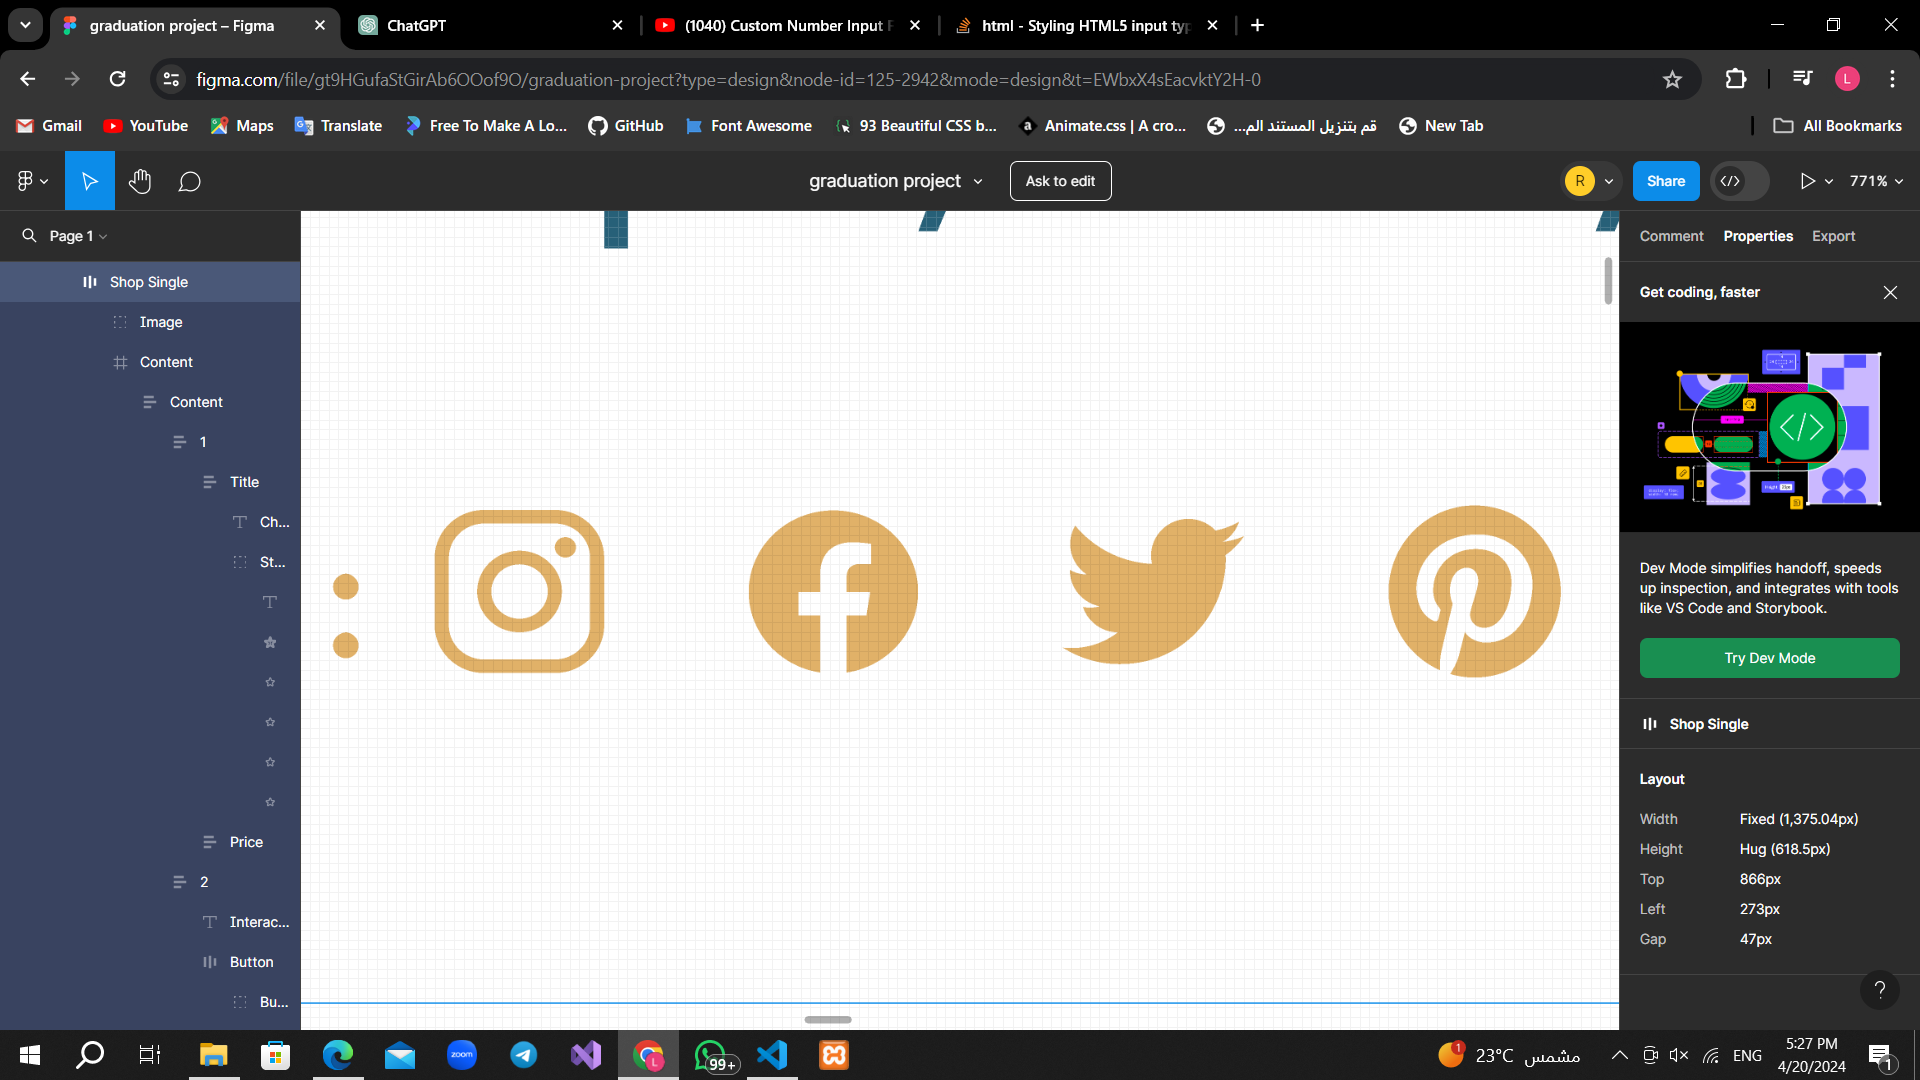 graduation project – Figma
ChatGPT
(1040) Custom Number Input F
html - Styling HTML5 input typ
figma.com/file/gt9HGufaStGirAb6OOof9O/graduation-project?type=design&node-id=125-2942&mode=design&t=EWbxX4sEacvktY2H-0
L
Gmail
YouTube
Maps
Translate
Free To Make A Lo...
GitHub
Font Awesome
93 Beautiful CSS b...
Animate.css | A cro...
قم بتنزيل المستند الم...
New Tab
All Bookmarks
graduation project
Ask to edit
R
Share
771%
Page 1
Comment
Properties
Export
Shop Single
Image
Content
Content
1
Title
Ch...
St...
Price
2
Interac...
Button
Bu...
Get coding, faster
Dev Mode simplifies handoff, speeds
up inspection, and integrates with tools
like VS Code and Storybook.
Try Dev Mode
Shop Single
Layout
Width Fixed (1,375.04px)
Height Hug (618.5px)
Top 866px
Left 273px
Gap 47px
?
zoom
L
99+
1
23°C مشمس
ENG
5:27 PM
4/20/2024
1